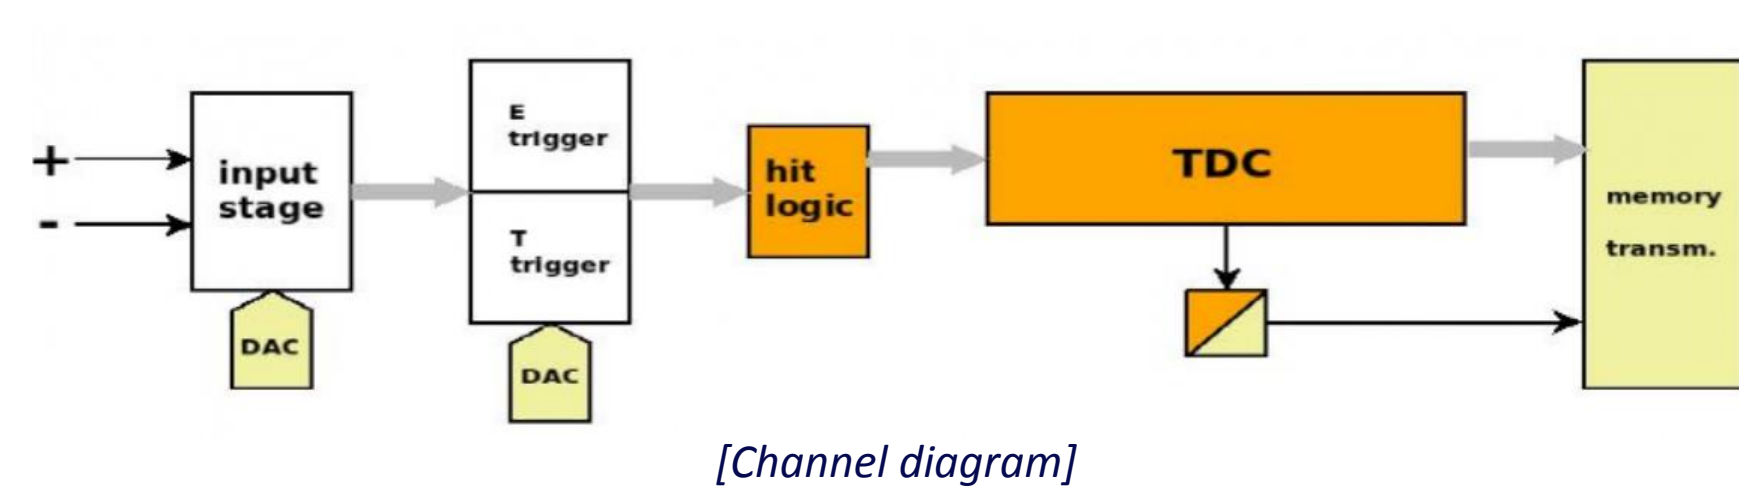 +
-
input
stage
DAC
E
trigger
T
trigger
DAC
hit
logic
TDC
memory
transm.
[Channel diagram]